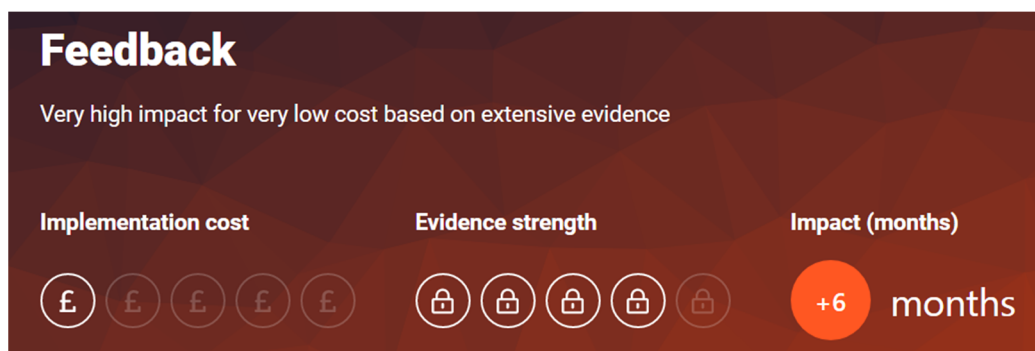 Feedback
Very high impact for very low cost based on extensive evidence
Implementation cost Evidence strength Impact (months)
£ £ £ £ £ +6 months